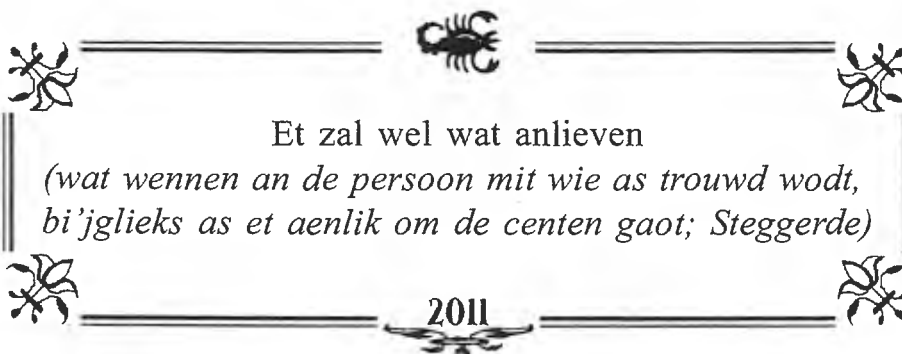 Et zal wel wat anlieven
(wat wennen an de persoon mit wie as trouwd wodt,
bi'jglieks as et aenlik om de centen gaot; Steggerde)
2011